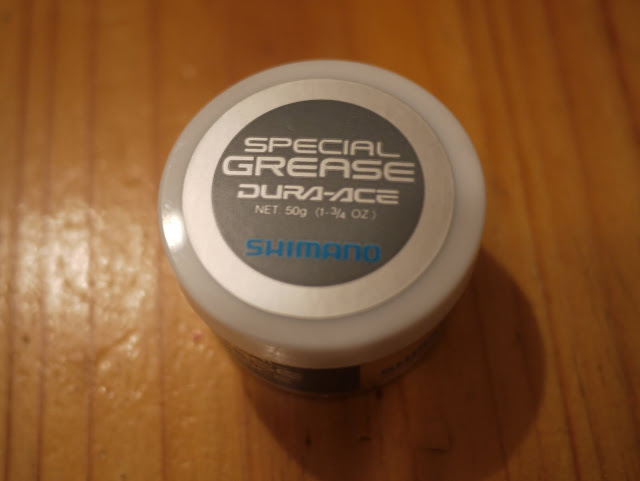 SPECIAL
GREASE
DURA-ACE
NET. 50g (1-3/4 OZ.)
SHIMANO